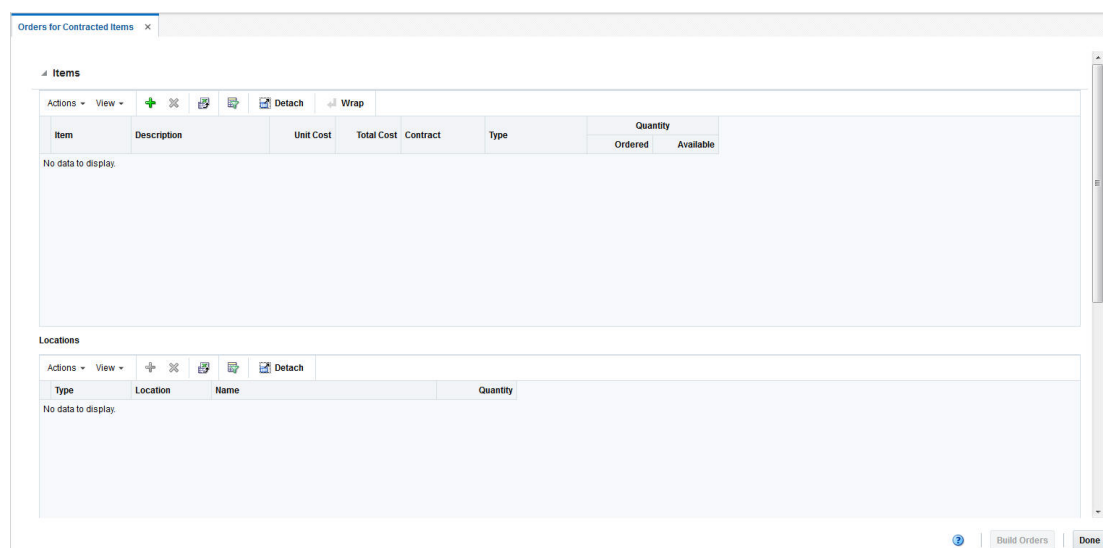 Orders for Contracted Items
Items
Actions View Detach Wrap
Item Description Unit Cost Total Cost Contract Type Quantity
Ordered Available
No data to display.
Locations
Actions View Detach
Type Location Name Quantity
No data to display.
Build Orders Done